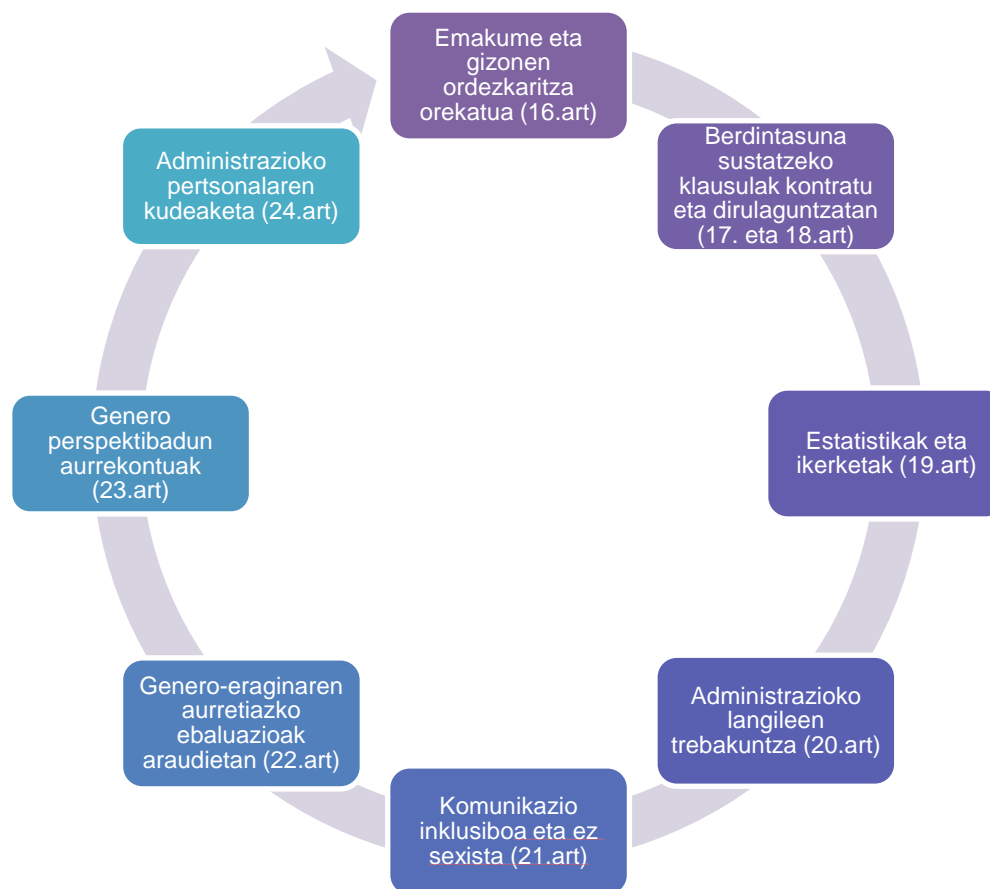 Emakume eta
gizonen
ordezkaritza
orekatua (16.art)
Berdintasuna
sustatzeko
klausulak kontratu
eta dirulaguntzatan
(17. eta 18.art)
Estatistikak eta
ikerketak (19.art)
Administrazioko
langileen
trebakuntza (20.art)
Komunikazio
inklusiboa eta ez
sexista (21.art)
Genero-eraginaren
aurretiazko
ebaluazioak
araudietan (22.art)
Genero
perspektibadun
aurrekontuak
(23.art)
Administrazioko
pertsonalaren
kudeaketa (24.art)